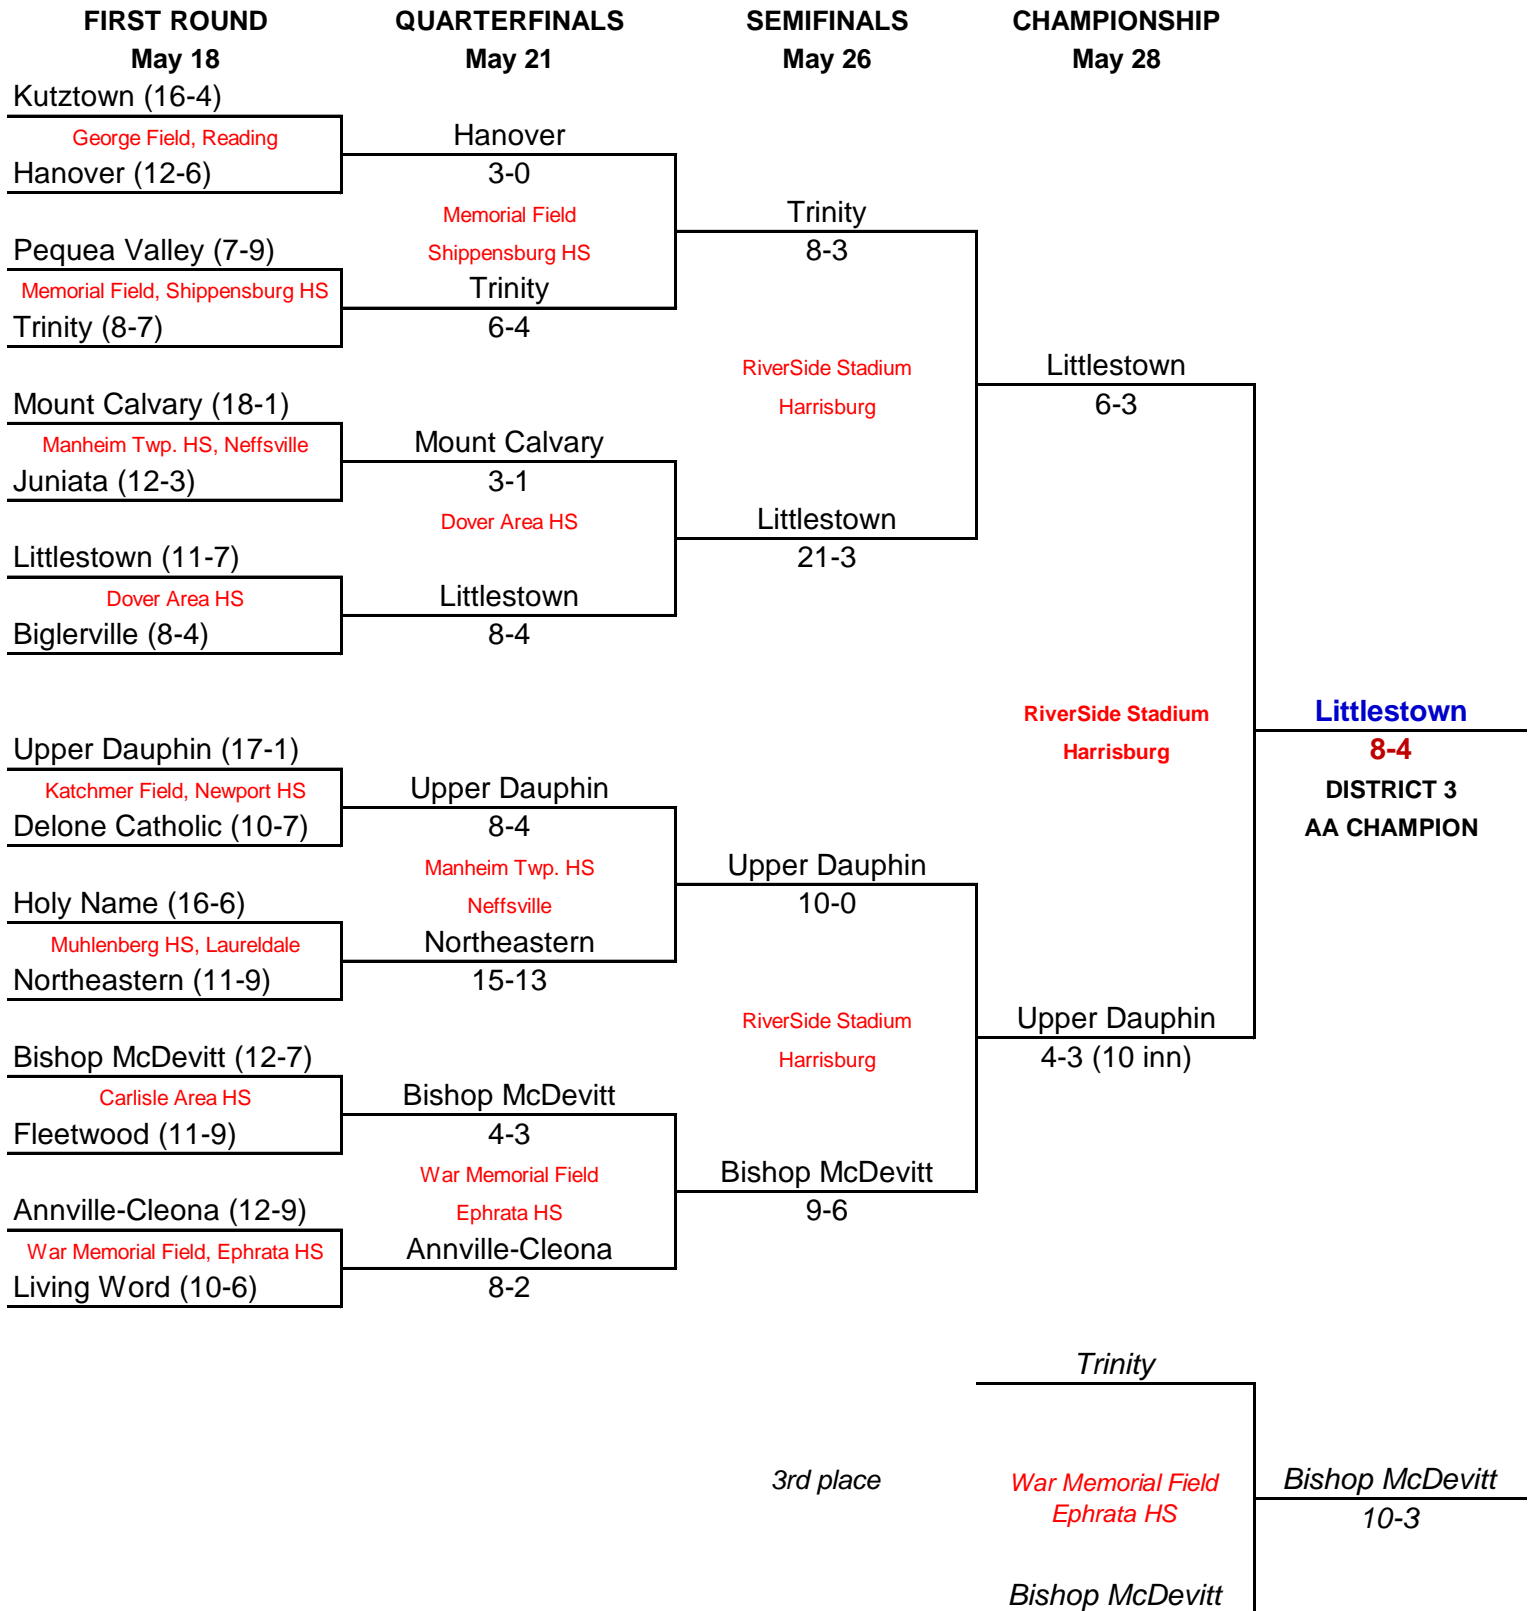 FIRST ROUND
May 18
QUARTERFINALS
May 21
SEMIFINALS
May 26
CHAMPIONSHIP
May 28
Kutztown (16-4)
George Field, Reading
Hanover (12-6)
Pequea Valley (7-9)
Memorial Field, Shippensburg HS
Trinity (8-7)
Mount Calvary (18-1)
Manheim Twp. HS, Neffsville
Juniata (12-3)
Littlestown (11-7)
Dover Area HS
Biglerville (8-4)
Upper Dauphin (17-1)
Katchmer Field, Newport HS
Delone Catholic (10-7)
Holy Name (16-6)
Muhlenberg HS, Laureldale
Northeastern (11-9)
Bishop McDevitt (12-7)
Carlisle Area HS
Fleetwood (11-9)
Annville-Cleona (12-9)
War Memorial Field, Ephrata HS
Living Word (10-6)
Hanover
3-0
Memorial Field
Shippensburg HS
Trinity
6-4
Mount Calvary
3-1
Dover Area HS
Littlestown
8-4
Upper Dauphin
8-4
Manheim Twp. HS
Neffsville
Northeastern
15-13
Bishop McDevitt
4-3
War Memorial Field
Ephrata HS
Annville-Cleona
8-2
Trinity
8-3
RiverSide Stadium
Harrisburg
Littlestown
21-3
Upper Dauphin
10-0
RiverSide Stadium
Harrisburg
Bishop McDevitt
9-6
Littlestown
6-3
RiverSide Stadium
Harrisburg
Upper Dauphin
4-3 (10 inn)
Littlestown
8-4
DISTRICT 3
AA CHAMPION
3rd place
Trinity
War Memorial Field
Ephrata HS
Bishop McDevitt
Bishop McDevitt
10-3